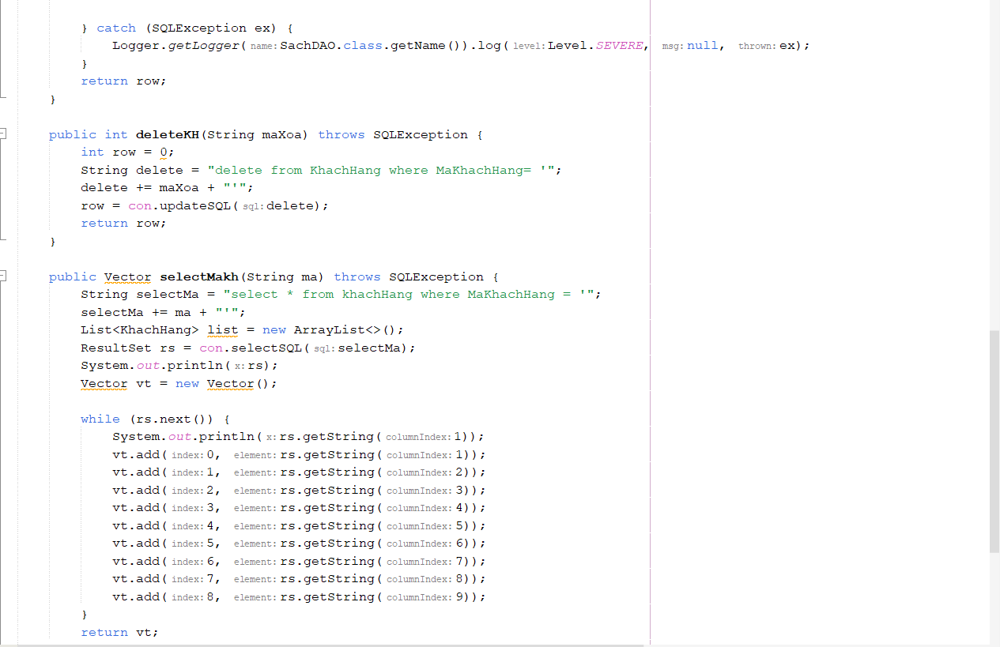 } catch (SQLException ex) {
Logger.getLogger( name: SachDAO.class.getName()).log( level: Level.SEVERE, msg: null, thrown: ex);
}
return row;
}
public int deleteKH(String maXoa) throws SQLException {
int row = 0;
String delete = "delete from KhachHang where MaKhachHang= '";
delete += maXoa + "'";
row = con.updateSQL( sql: delete);
return row;
}
public Vector selectMakh(String ma) throws SQLException {
String selectMa = "select * from khachHang where MaKhachHang = '";
selectMa += ma + "'";
List<KhachHang> list = new ArrayList<>();
ResultSet rs = con.selectSQL( sql: selectMa);
System.out.println( x: rs);
Vector vt = new Vector();
while (rs.next()) {
System.out.println( x: rs.getString( columnIndex: 1));
vt.add( index: 0, element: rs.getString( columnIndex: 1));
vt.add( index: 1, element: rs.getString( columnIndex: 2));
vt.add( index: 2, element: rs.getString( columnIndex: 3));
vt.add( index: 3, element: rs.getString( columnIndex: 4));
vt.add( index: 4, element: rs.getString( columnIndex: 5));
vt.add( index: 5, element: rs.getString( columnIndex: 6));
vt.add( index: 6, element: rs.getString( columnIndex: 7));
vt.add( index: 7, element: rs.getString( columnIndex: 8));
vt.add( index: 8, element: rs.getString( columnIndex: 9));
}
return vt;